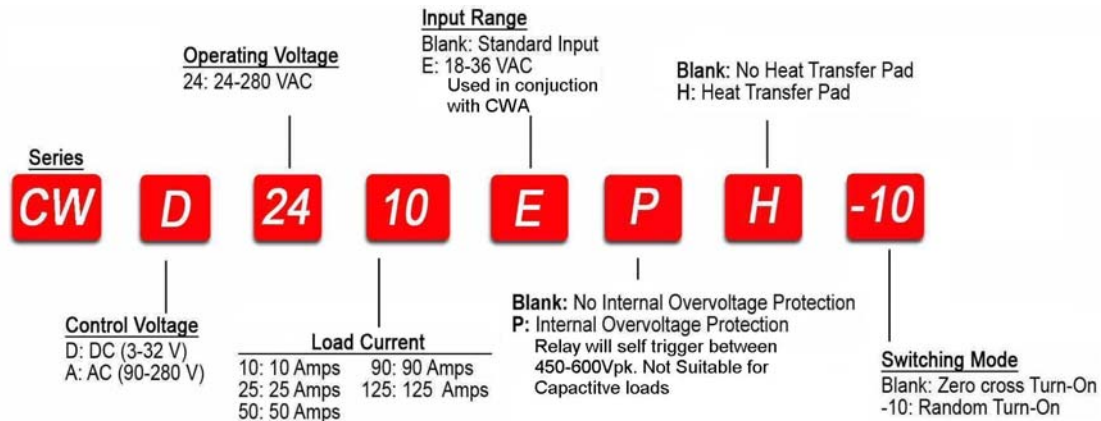 Input Range
Blank: Standard Input
E: 18-36 VAC
Used in conjuction
with CWA
Operating Voltage
24: 24-280 VAC
Blank: No Heat Transfer Pad
H: Heat Transfer Pad
Series
CW D 24 10 E P H -10
Control Voltage
D: DC (3-32 V)
A: AC (90-280 V)
Load Current
10: 10 Amps 90: 90 Amps
25: 25 Amps 125: 125 Amps
50: 50 Amps
Blank: No Internal Overvoltage Protection
P: Internal Overvoltage Protection
Relay will self trigger between
450-600Vpk. Not Suitable for
Capactitve loads
Switching Mode
Blank: Zero cross Turn-On
-10: Random Turn-On